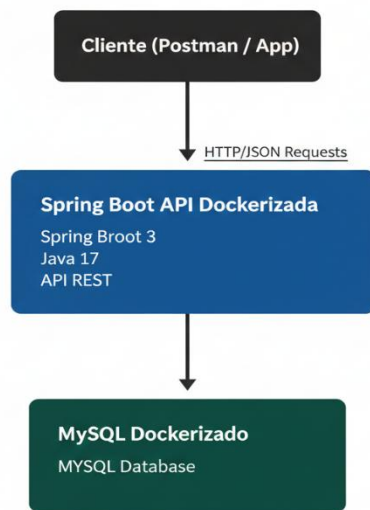 Cliente (Postman / App)
HTTP/JSON Requests
Spring Boot API Dockerizada
Spring Broot 3
Java 17
API REST
MySQL Dockerizado
MYSQL Database